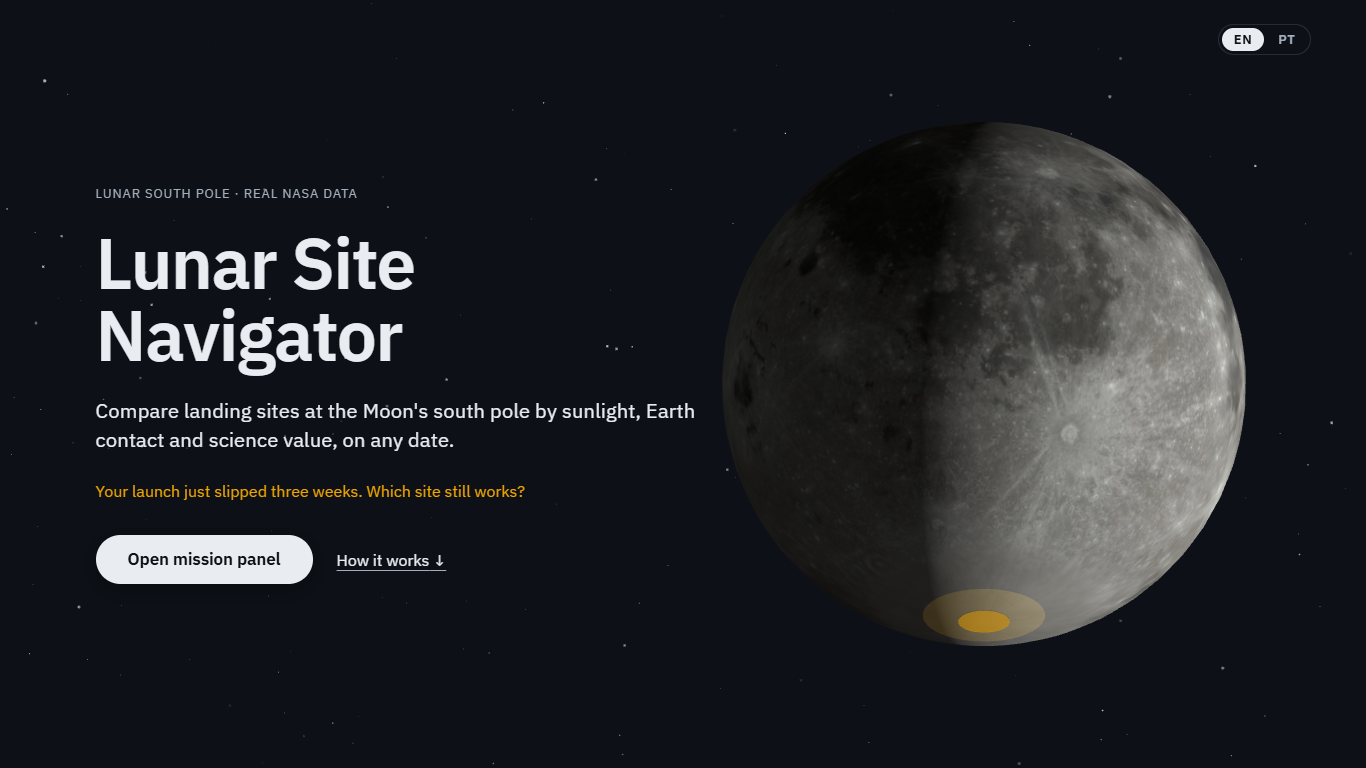 EN PT
LUNAR SOUTH POLE · REAL NASA DATA
Lunar Site
Navigator
Compare landing sites at the Moon's south pole by sunlight, Earth
contact and science value, on any date.
Your launch just slipped three weeks. Which site still works?
Open mission panel
How it works ↓